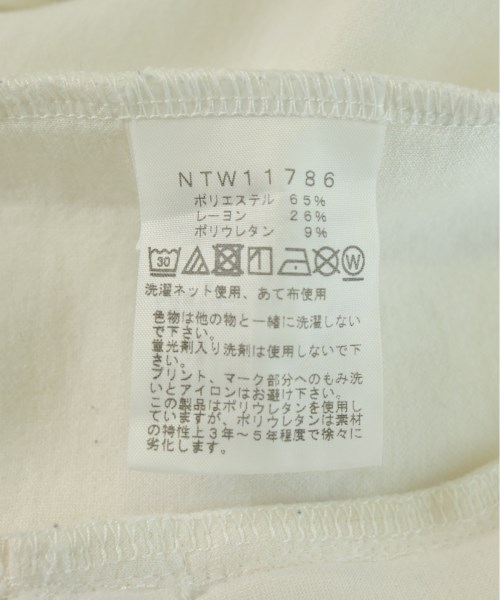 NTW11786
ポリエステル 65%
レーヨン 26%
ポリウレタン 9%
30 W
洗濯ネット使用、あて布使用
色物は他の物と一緒に洗濯しない
で下さい。
蛍光剤入り洗剤は使用しないで下
さい。
プリント、マーク部分へのもみ洗
いとアイロンはお避け下さい。
この製品はポリウレタンを使用し
ていますが、ポリウレタンは素材
の特性上3年~5年程度で徐々に
劣化します。